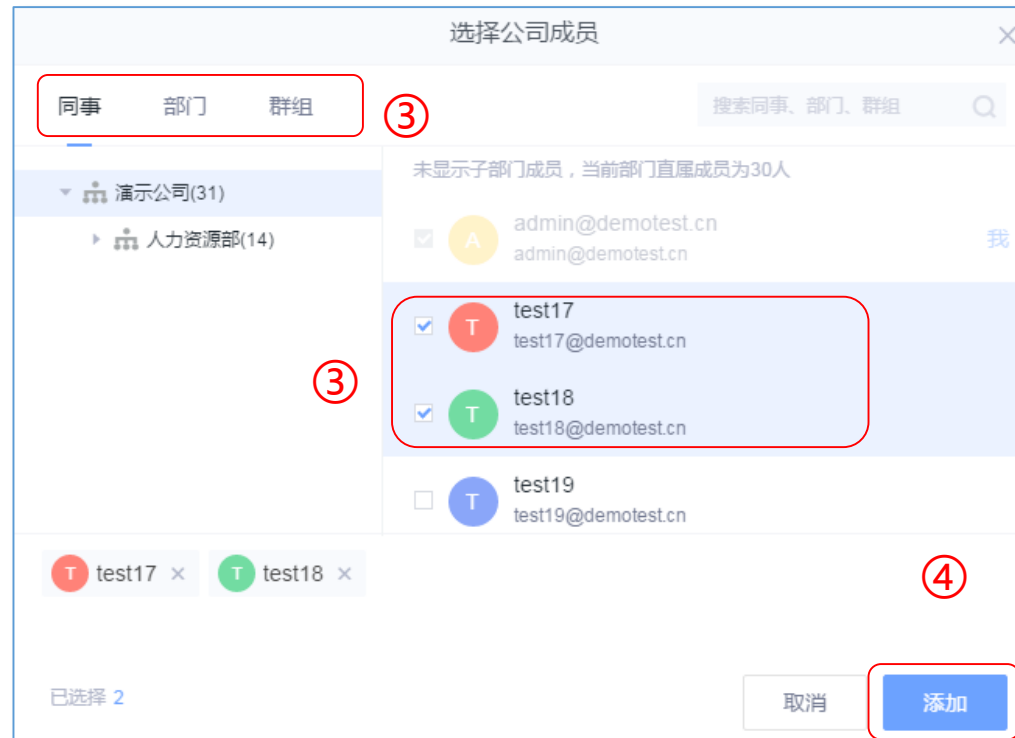 选择公司成员
同事 部门 群组 ③ 搜索同事、部门、群组
未显示子部门成员，当前部门直属成员为30人
演示公司(31)
人力资源部(14)
A admin@demotest.cn 我
admin@demotest.cn
T test17
test17@demotest.cn
③
T test18
test18@demotest.cn
T test19
test19@demotest.cn
T test17 × T test18 ×
④
已选择 2 取消 添加